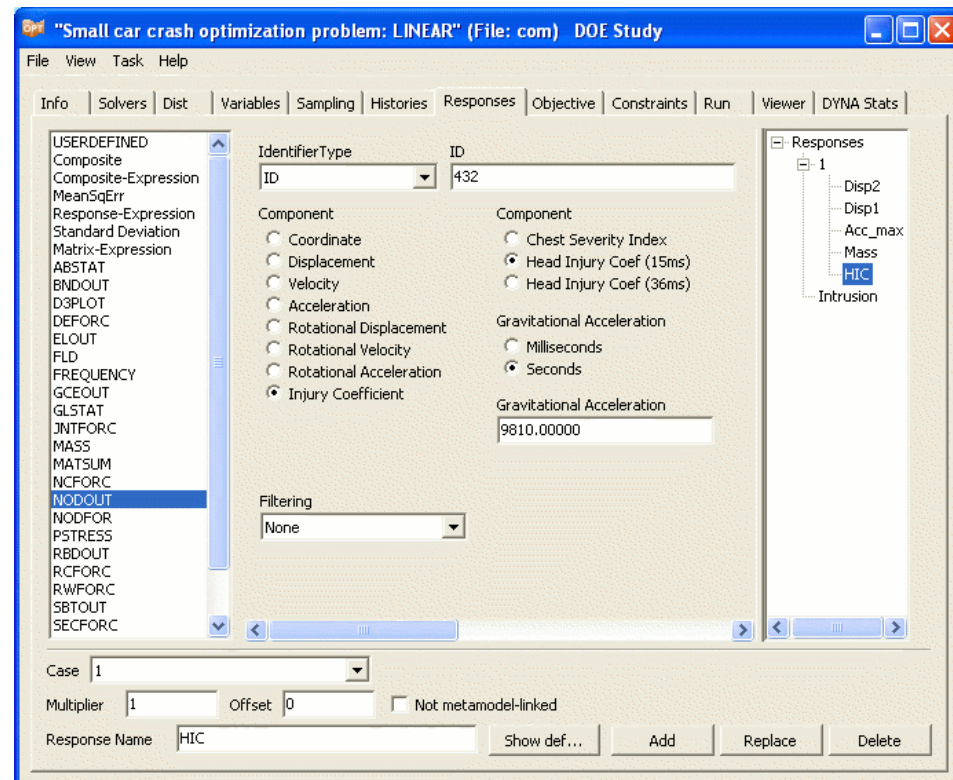 "Small car crash optimization problem: LINEAR" (File: com) DOE Study
File View Task Help
Info Solvers Dist Variables Sampling Histories Responses Objective Constraints Run Viewer DYNA Stats
USERDEFINED
Composite
Composite-Expression
MeanSqErr
Response-Expression
Standard Deviation
Matrix-Expression
ABSTAT
BNDOUT
D3PLOT
DEFORC
ELOUT
FLD
FREQUENCY
GCEOUT
GLSTAT
JNTFORC
MASS
MATSUM
NCFORC
NODOUT
NODFOR
PSTRESS
RBDOUT
RCFORC
RWFORC
SBTOUT
SECFORC
IdentifierType
ID
ID
432
Component
Coordinate
Displacement
Velocity
Acceleration
Rotational Displacement
Rotational Velocity
Rotational Acceleration
Injury Coefficient
Component
Chest Severity Index
Head Injury Coef (15ms)
Head Injury Coef (36ms)
Gravitational Acceleration
Milliseconds
Seconds
Gravitational Acceleration
9810.00000
Filtering
None
Responses
1
Disp2
Disp1
Acc_max
Mass
HIC
Intrusion
Case 1
Multiplier 1 Offset 0 Not metamodel-linked
Response Name HIC Show def... Add Replace Delete